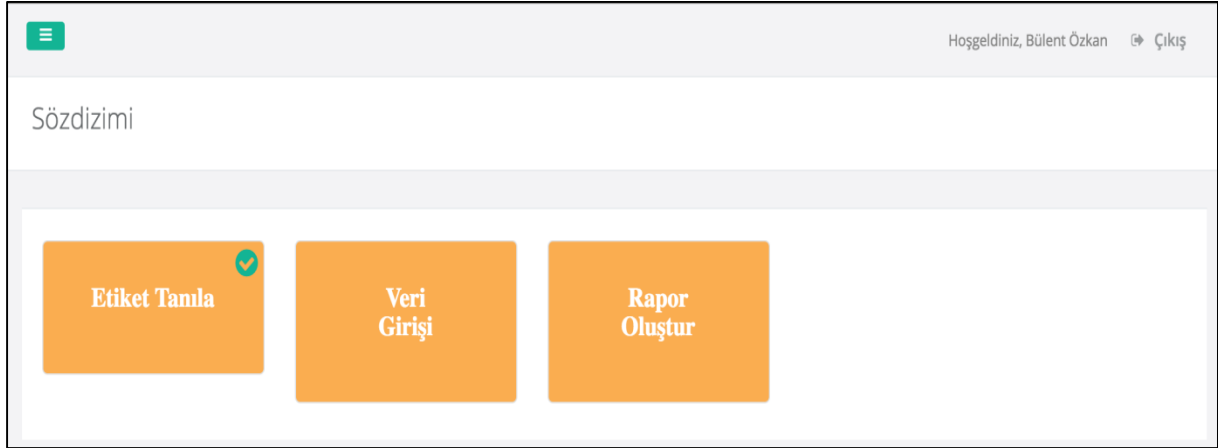 Hoşgeldiniz, Bülent Özkan Çıkış
Sözdizimi
Etiket Tanıla
Veri
Girişi
Rapor
Oluştur